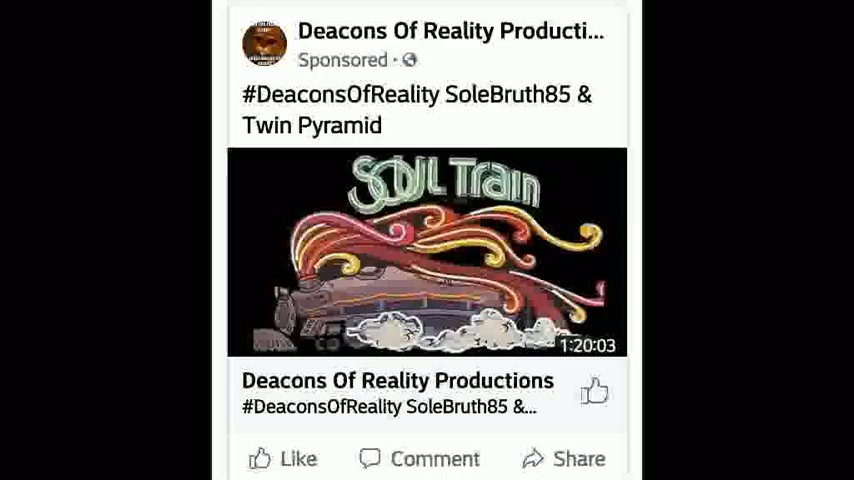 Deacons Of Reality Producti...
Sponsored ·
#DeaconsOfReality SoleBruth85 &
Twin Pyramid
SOUL Train
1:20:03
Deacons Of Reality Productions
#DeaconsOfReality SoleBruth85 &...
Like Comment Share